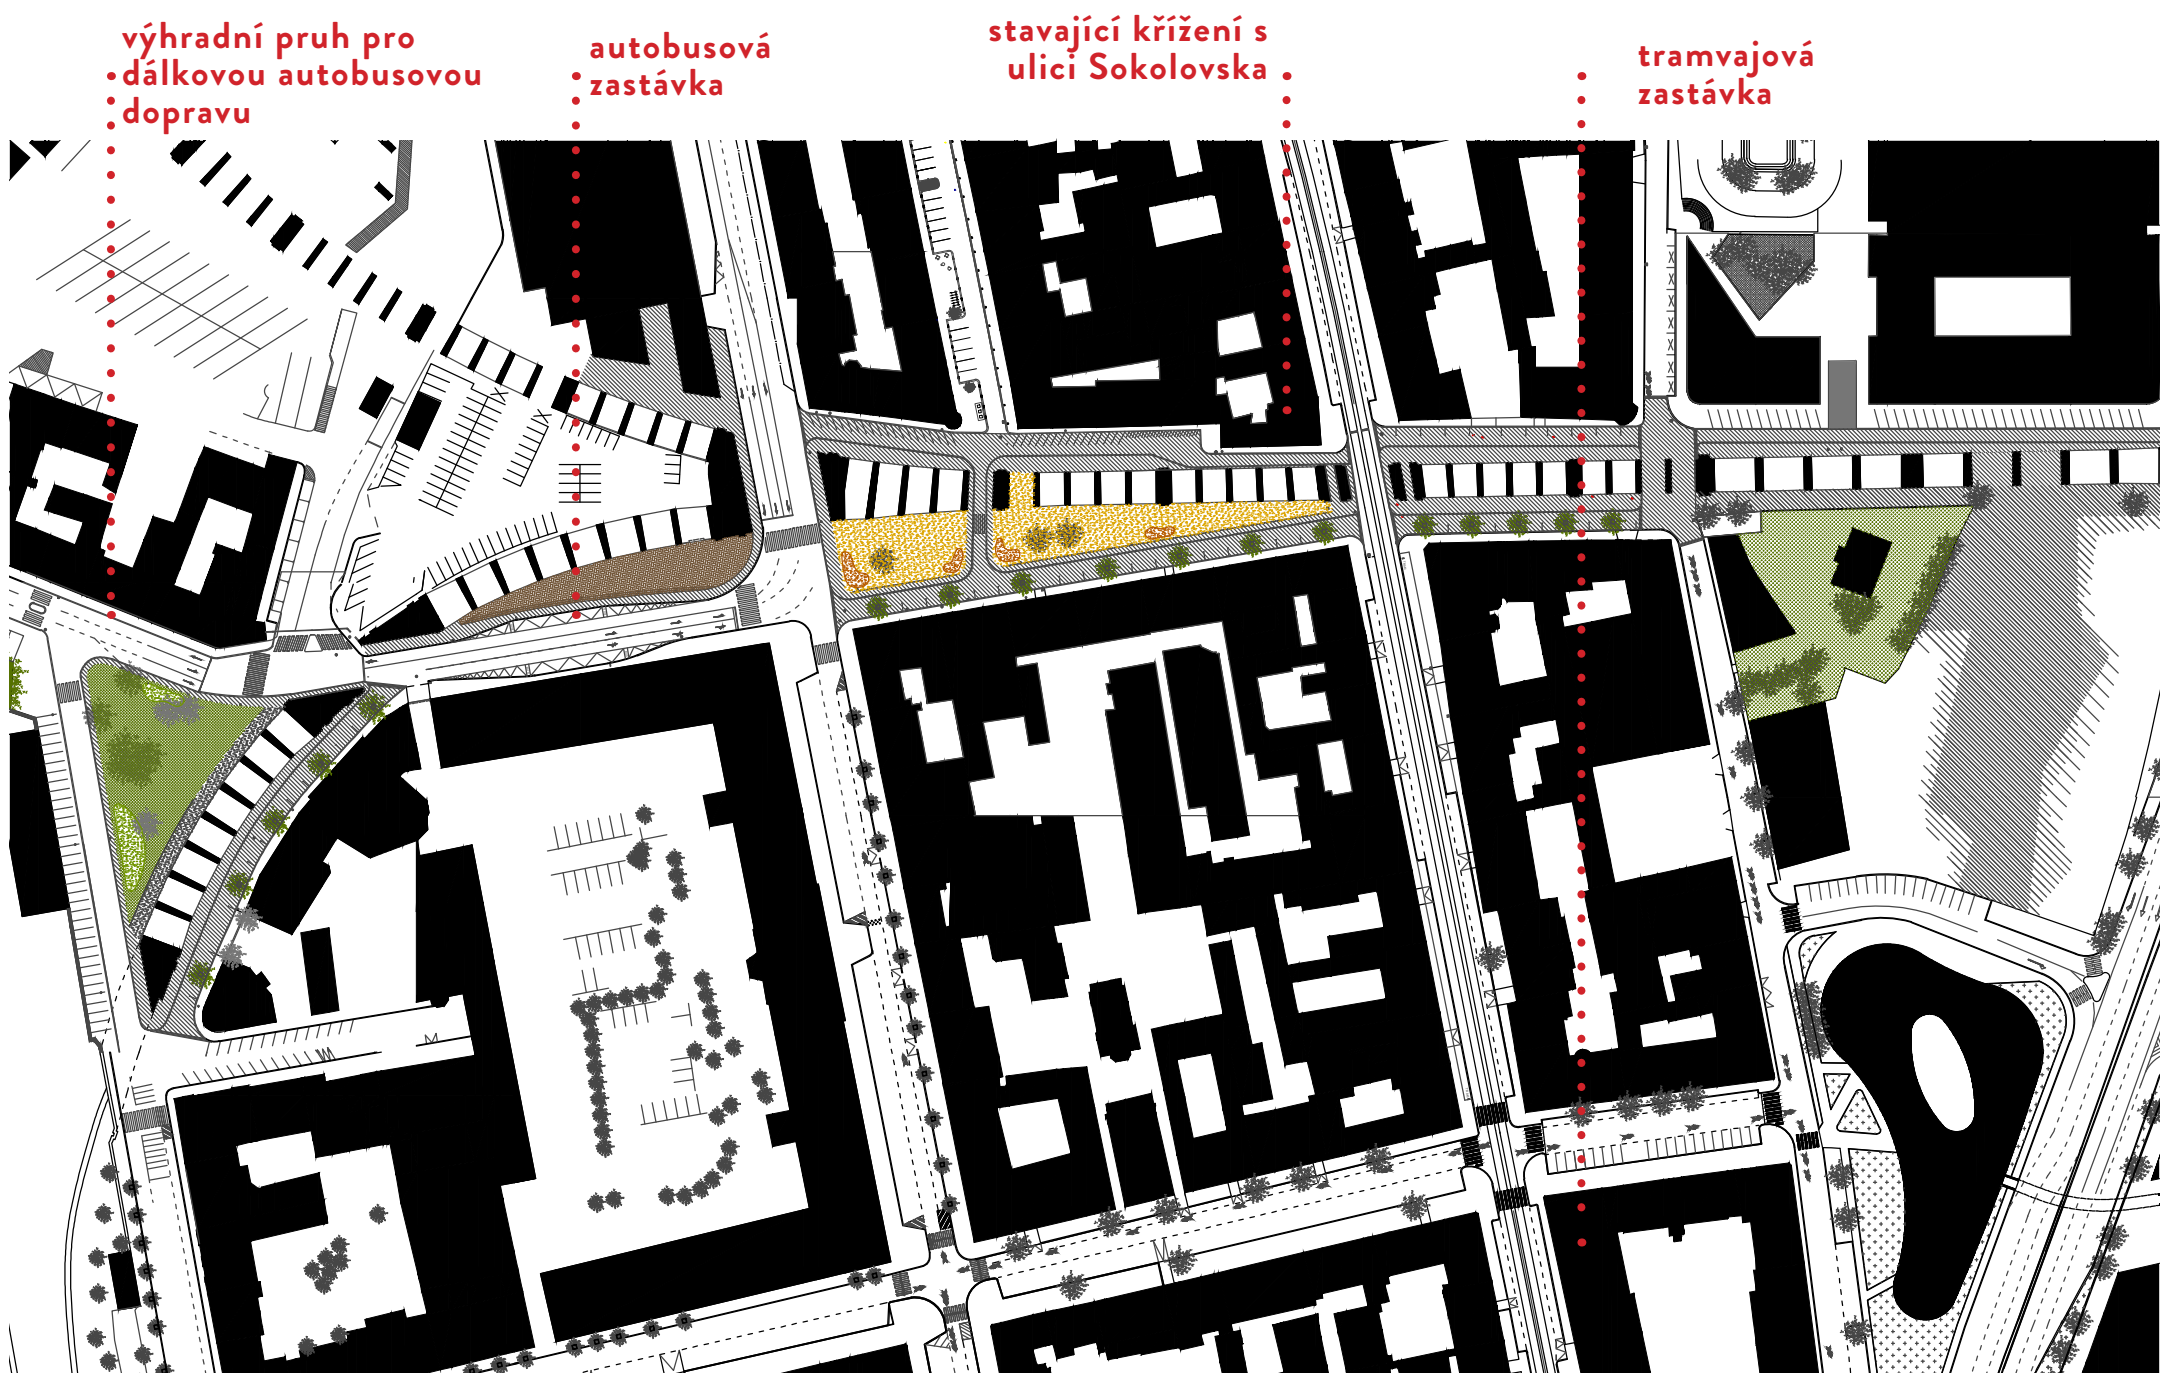 výhradní pruh pro
dálkovou autobusovou
dopravu
autobusová
zastávka
stavající křížení s
ulici Sokolovska
tramvajová
zastávka